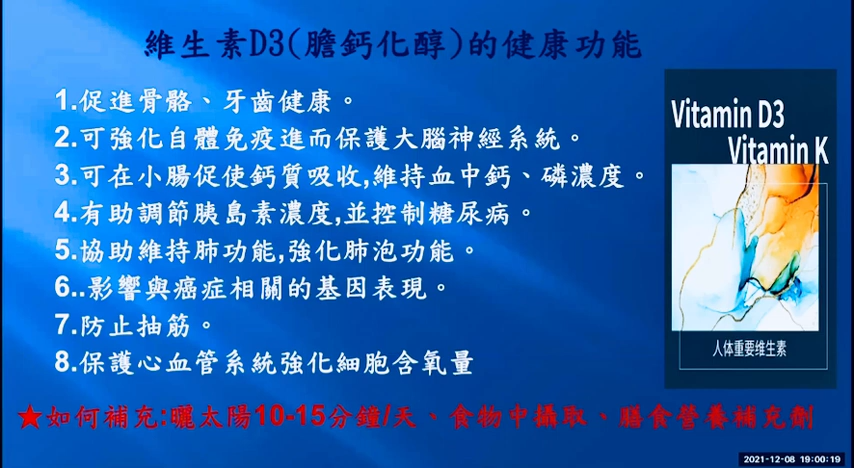 維生素D3(膽鈣化醇)的健康功能
1.促進骨骼、牙齒健康。
2.可強化自體免疫進而保護大腦神經系統。
3.可在小腸促使鈣質吸收,維持血中鈣、磷濃度。
4.有助調節胰島素濃度,並控制糖尿病。
5.協助維持肺功能,強化肺泡功能。
6..影響與癌症相關的基因表現。
7.防止抽筋。
8.保護心血管系統強化細胞含氧量
★如何補充:曬太陽10-15分鐘/天、食物中攝取、膳食營養補充劑
Vitamin D3
Vitamin K
人体重要维生素
2021-12-08 19:00:19